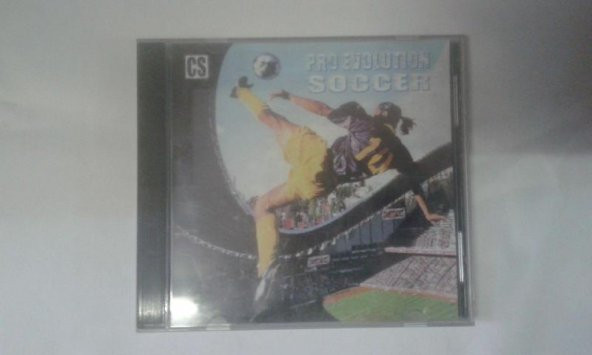 CS
PRO EVOLUTION
SOCCER